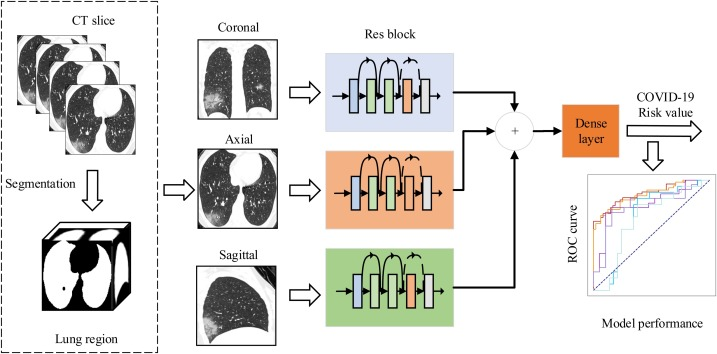 CT slice
Segmentation
Lung region
Coronal
Axial
Sagittal
Res block
+
Dense
layer
COVID-19
Risk value
ROC curve
Model performance